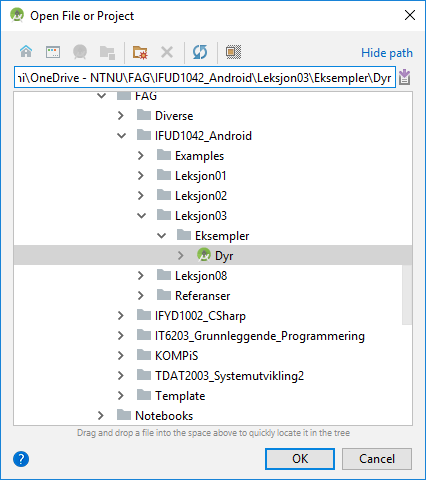 Open File or Project
Hide path
ni\OneDrive - NTNU\FAG\IFUD1042_Android\Leksjon03\Eksempler\Dyr
FAG
Diverse
IFUD1042_Android
Examples
Leksjon01
Leksjon02
Leksjon03
Eksempler
Dyr
Leksjon08
Referanser
IFYD1002_CSharp
IT6203_Grunnleggende_Programmering
KOMPiS
TDAT2003_Systemutvikling2
Template
Notebooks
Drag and drop a file into the space above to quickly locate it in the tree
?
OK
Cancel